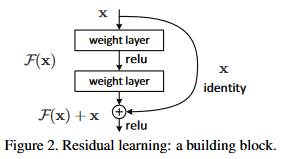 x
weight layer
F(x)
relu
weight layer
x
identity
F(x) + x
relu
Figure 2. Residual learning: a building block.